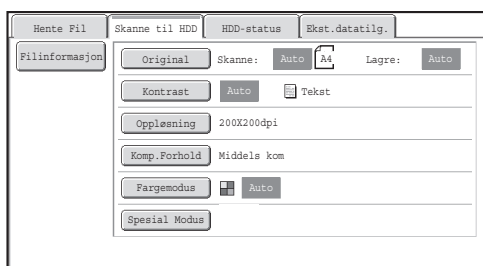 Hente Fil Skanne til HDD HDD-status Ekst.datatilg.
Filinformasjon
Original Skanne: Auto A4 Lagre: Auto
Kontrast Auto Tekst
Oppløsning 200X200dpi
Komp.Forhold Middels kom
Fargemodus Auto
Spesial Modus